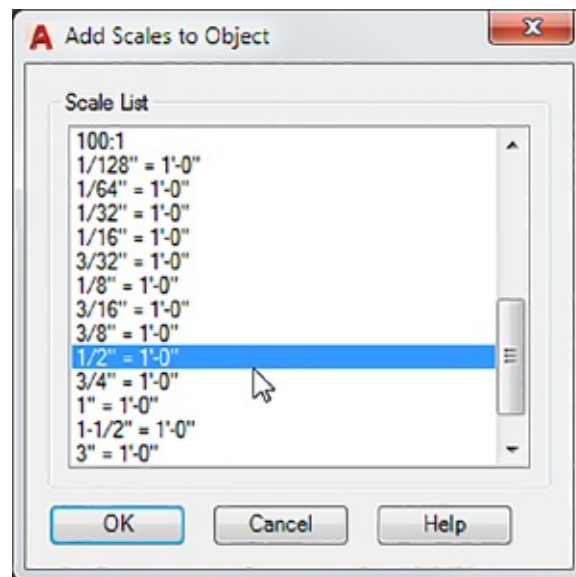 A Add Scales to Object
Scale List
100:1
1/128" = 1'-0"
1/64" = 1'-0"
1/32" = 1'-0"
1/16" = 1'-0"
3/32" = 1'-0"
1/8" = 1'-0"
3/16" = 1'-0"
3/8" = 1'-0"
1/2" = 1'-0"
3/4" = 1'-0"
1" = 1'-0"
1-1/2" = 1'-0"
3" = 1'-0"
OK Cancel Help